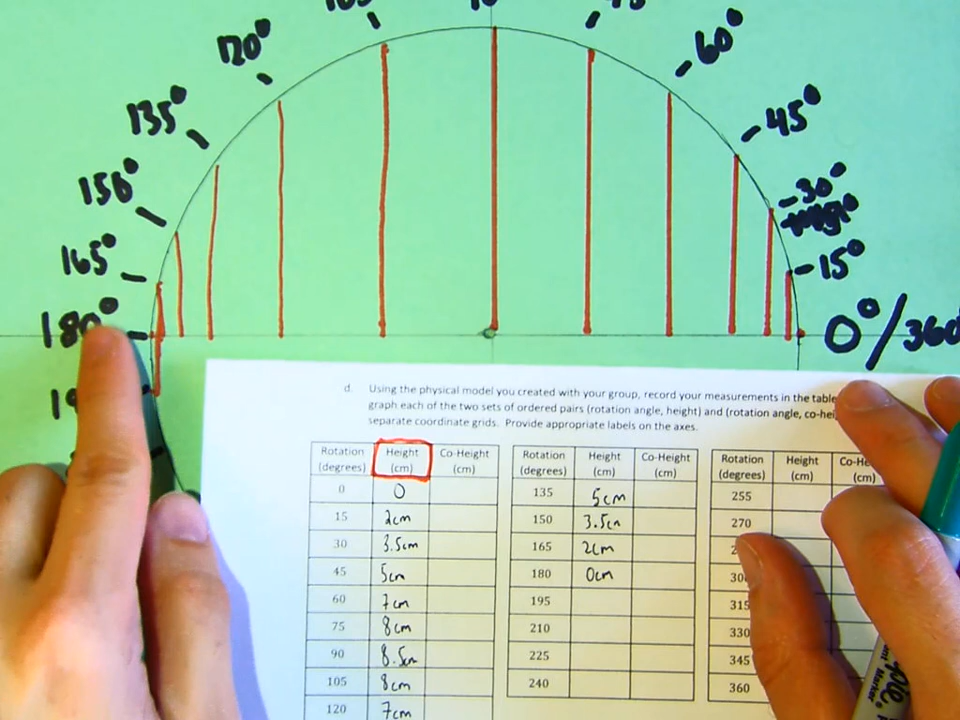 120°
60°
135°
45°
150°
30°
165°
15°
180°
0°/360
d. Using the physical model you created with your group, record your measurements in the table
graph each of the two sets of ordered pairs (rotation angle, height) and (rotation angle, co-hei
separate coordinate grids. Provide appropriate labels on the axes.
Rotation (degrees) Height (cm) Co-Height (cm)
0 0
15 2cm
30 3.5cm
45 5cm
60 7cm
75 8cm
90 8.5cm
105 8cm
120 7cm
Rotation (degrees) Height (cm) Co-Height (cm)
135 5cm
150 3.5cm
165 2cm
180 0cm
195
210
225
240
Rotation (degrees) Height (cm) Co-He (cm)
255
270
315
330
345
360